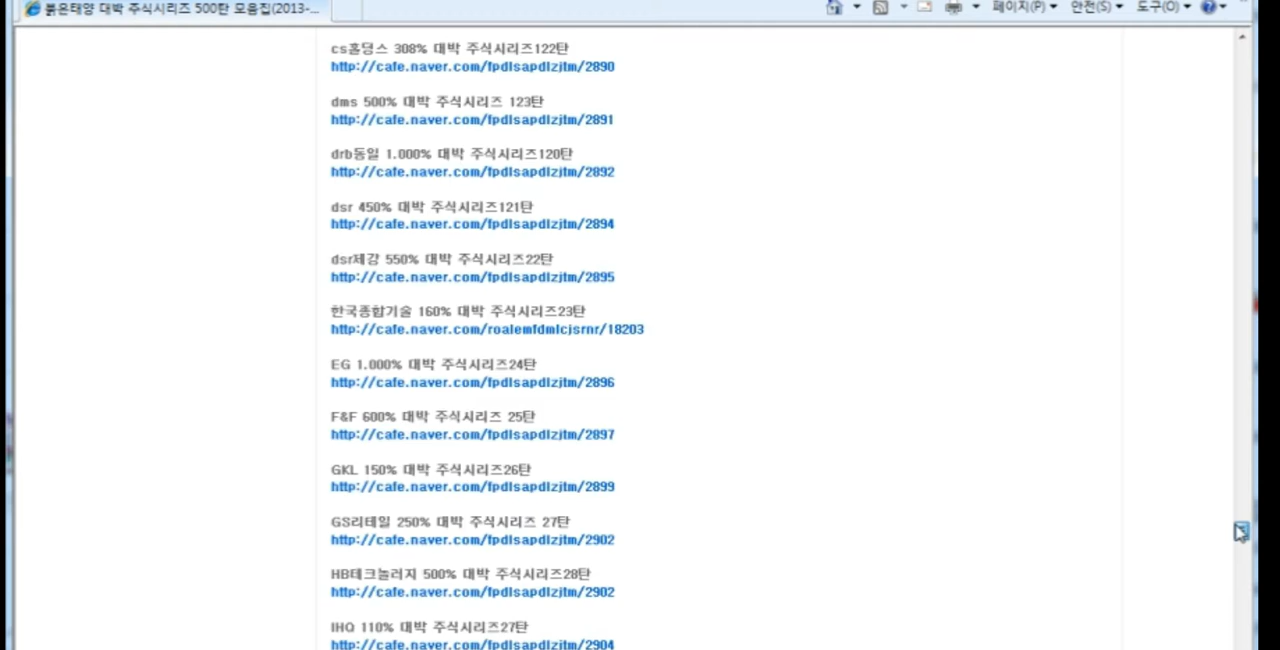 붉은태양 대박 주식시리즈 500탄 모음집(2013-...
페이지(P) 안전(S) 도구(O)
cs홀딩스 308% 대박 주식시리즈122탄
http://cafe.naver.com/fpdlsapdlzjtm/2890
dms 500% 대박 주식시리즈 123탄
http://cafe.naver.com/fpdlsapdlzjtm/2891
drb동일 1.000% 대박 주식시리즈120탄
http://cafe.naver.com/fpdlsapdlzjtm/2892
dsr 450% 대박 주식시리즈121탄
http://cafe.naver.com/fpdlsapdlzjtm/2894
dsr제강 550% 대박 주식시리즈22탄
http://cafe.naver.com/fpdlsapdlzjtm/2895
한국종합기술 160% 대박 주식시리즈23탄
http://cafe.naver.com/roalemfdmlcjsrnr/18203
EG 1.000% 대박 주식시리즈24탄
http://cafe.naver.com/fpdlsapdlzjtm/2896
F&F 600% 대박 주식시리즈 25탄
http://cafe.naver.com/fpdlsapdlzjtm/2897
GKL 150% 대박 주식시리즈26탄
http://cafe.naver.com/fpdlsapdlzjtm/2899
GS리테일 250% 대박 주식시리즈 27탄
http://cafe.naver.com/fpdlsapdlzjtm/2902
HB테크놀러지 500% 대박 주식시리즈28탄
http://cafe.naver.com/fpdlsapdlzjtm/2902
IHQ 110% 대박 주식시리즈27탄
http://cafe.naver.com/fpdlsapdlzjtm/2904